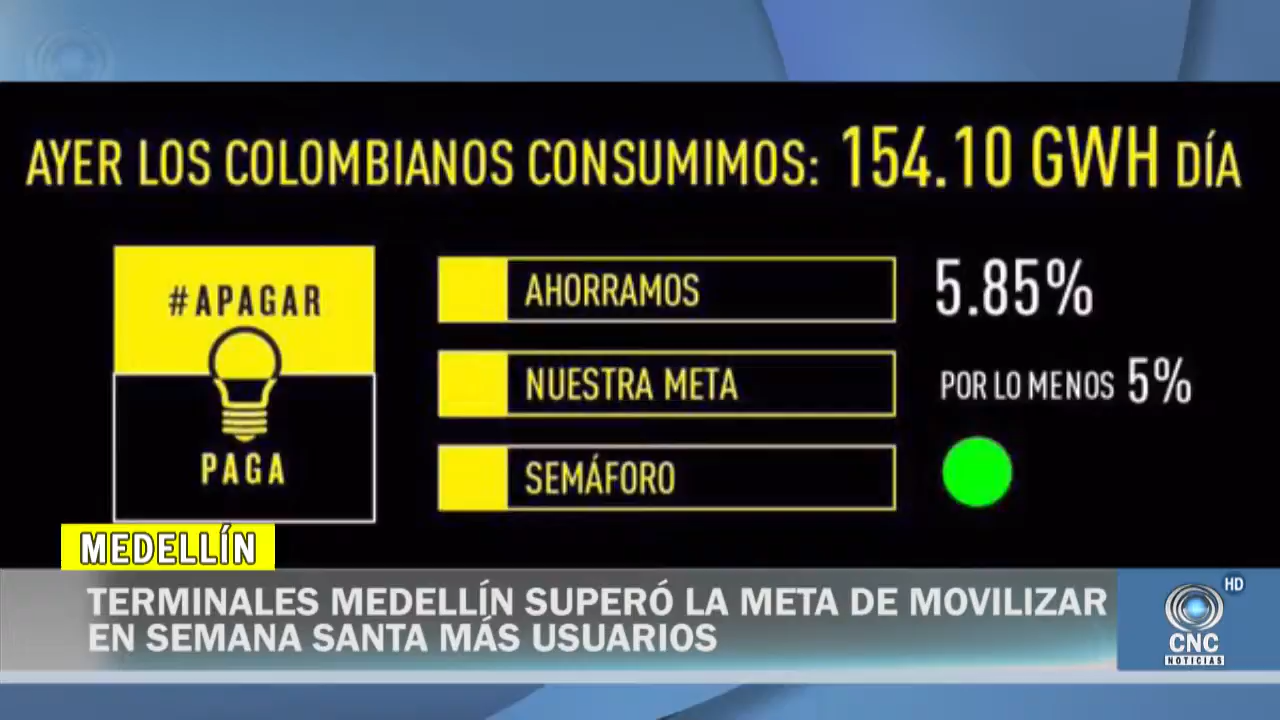 AYER LOS COLOMBIANOS CONSUMIMOS: 154.10 GWH DÍA
#APAGAR
PAGA
AHORRAMOS 5.85%
NUESTRA META POR LO MENOS 5%
SEMÁFORO
MEDELLÍN
TERMINALES MEDELLÍN SUPERÓ LA META DE MOVILIZAR
EN SEMANA SANTA MÁS USUARIOS
HD
CNC
NOTICIAS